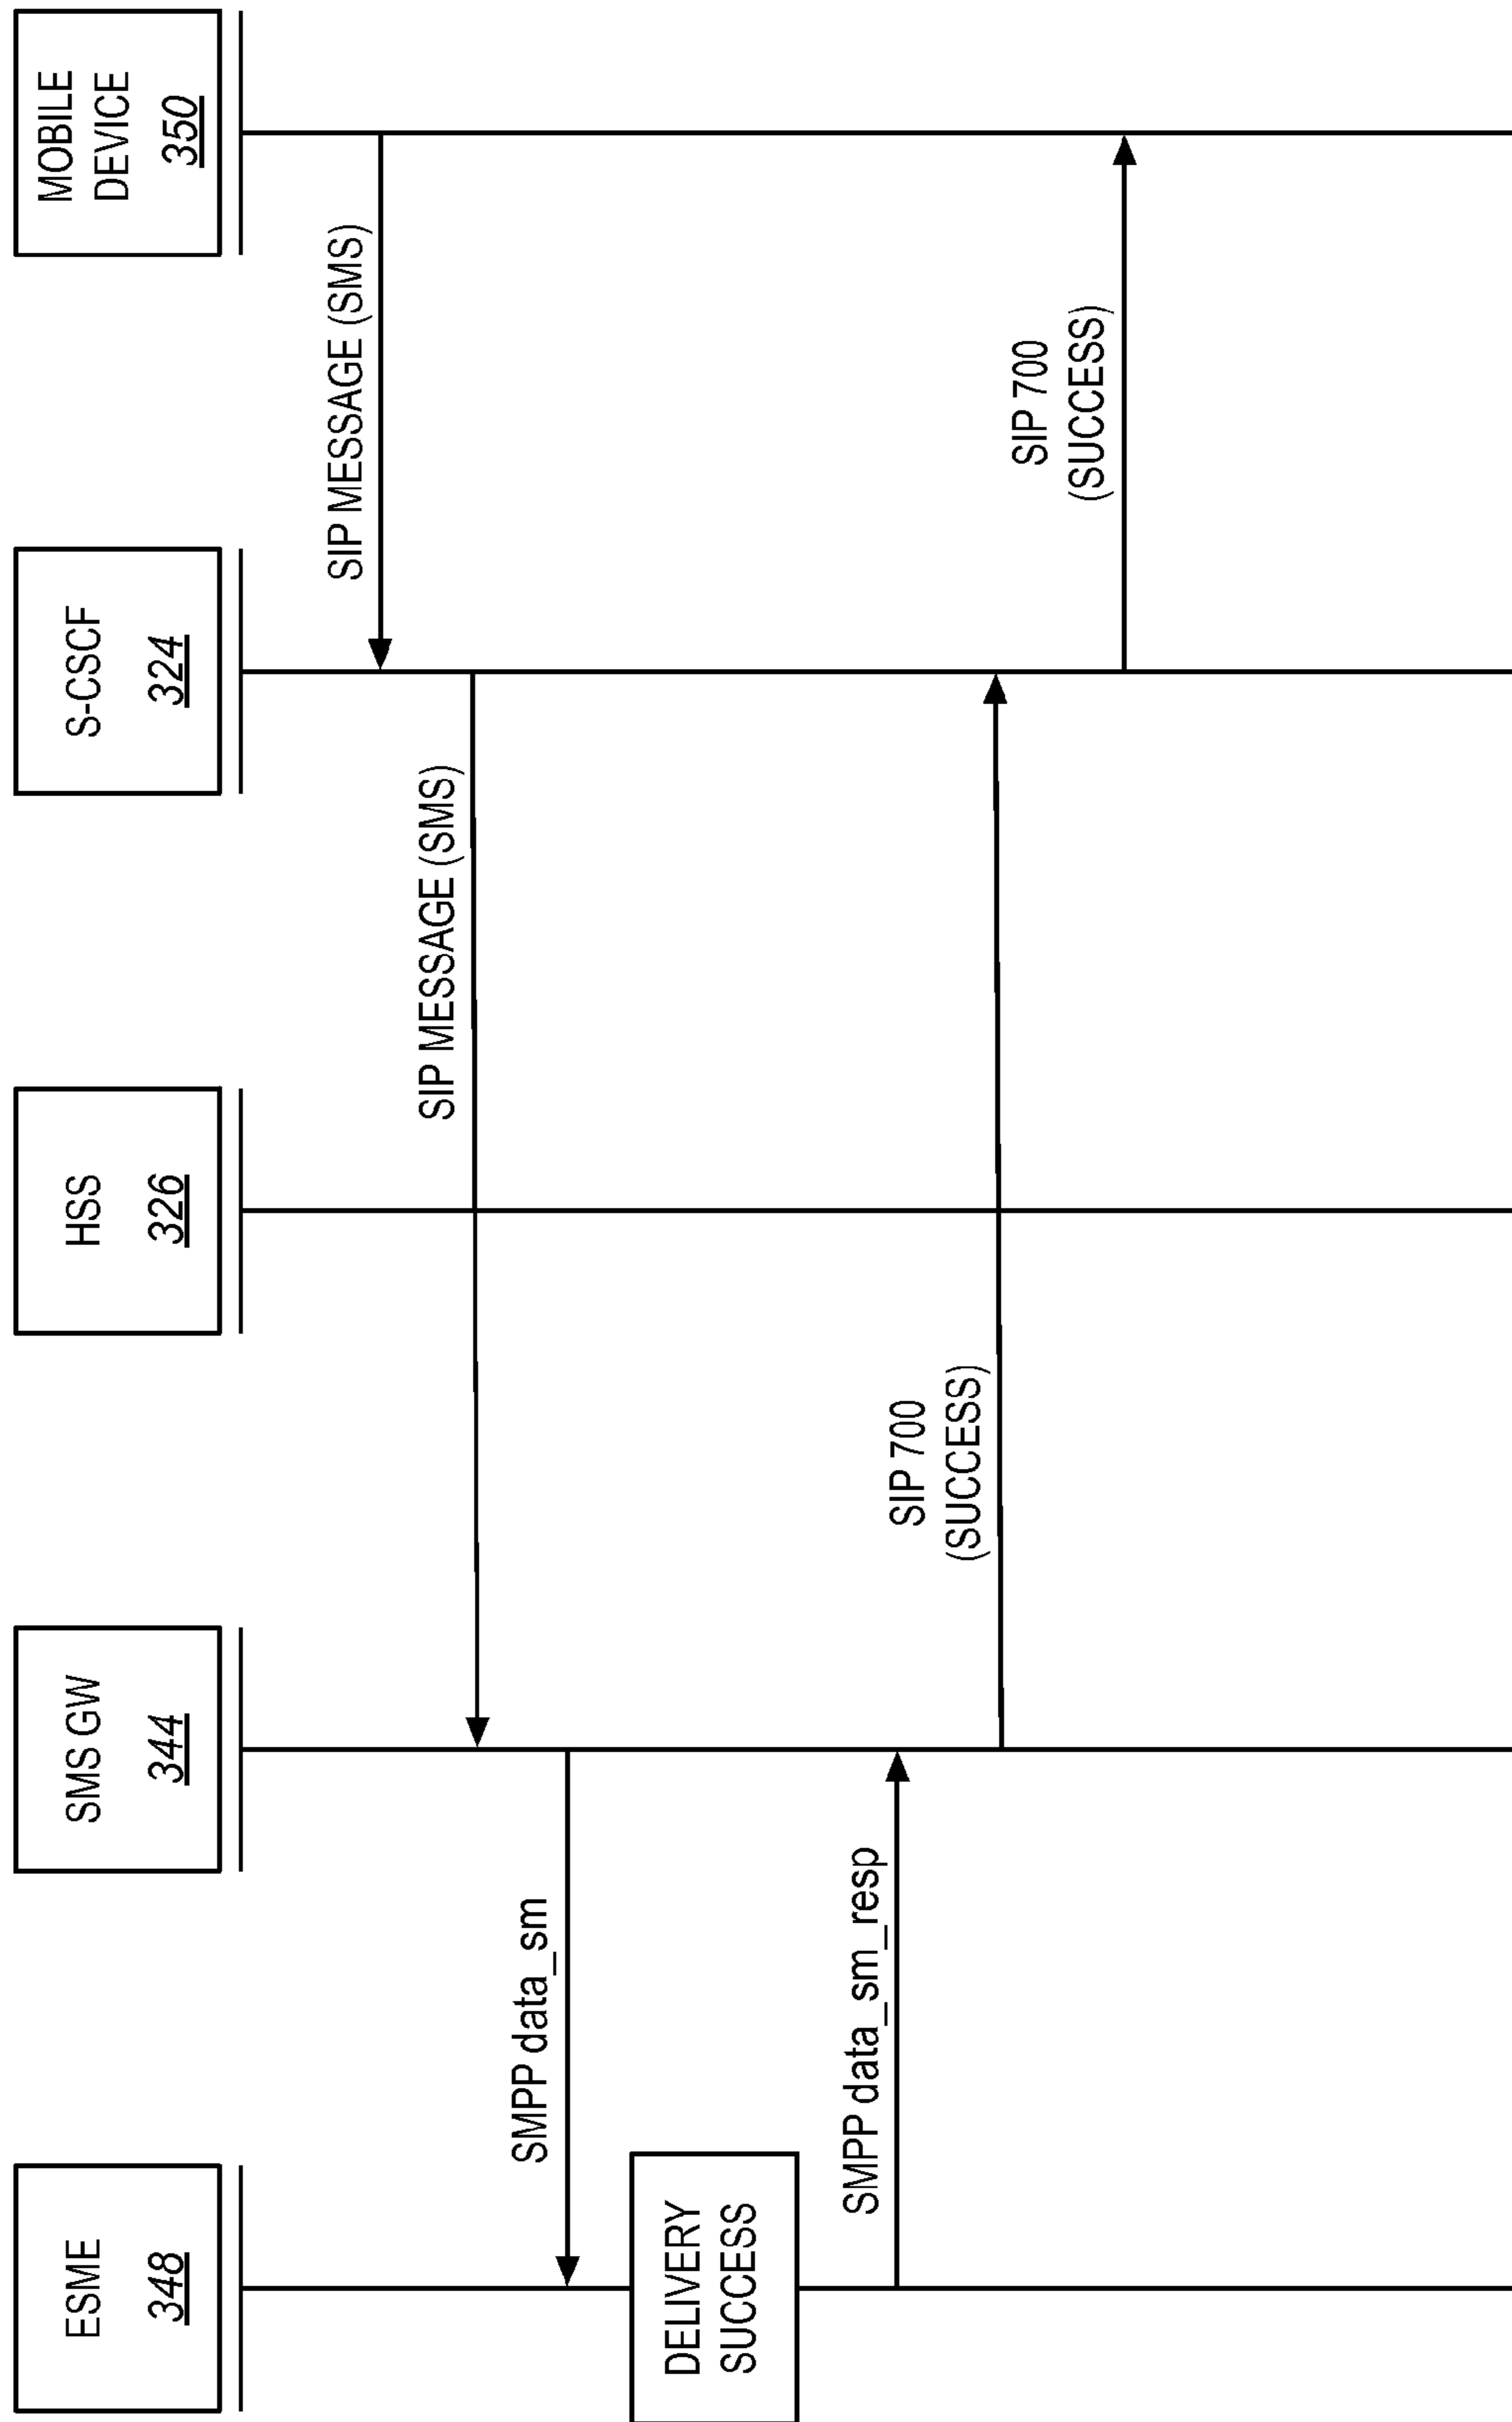 ESME
348
SMS GW
344
HSS
326
S-CSCF
324
MOBILE
DEVICE
350
SIP MESSAGE (SMS)
SIP MESSAGE (SMS)
SMPP data_sm
DELIVERY
SUCCESS
SMPP data_sm_resp
SIP 700
(SUCCESS)
SIP 700
(SUCCESS)